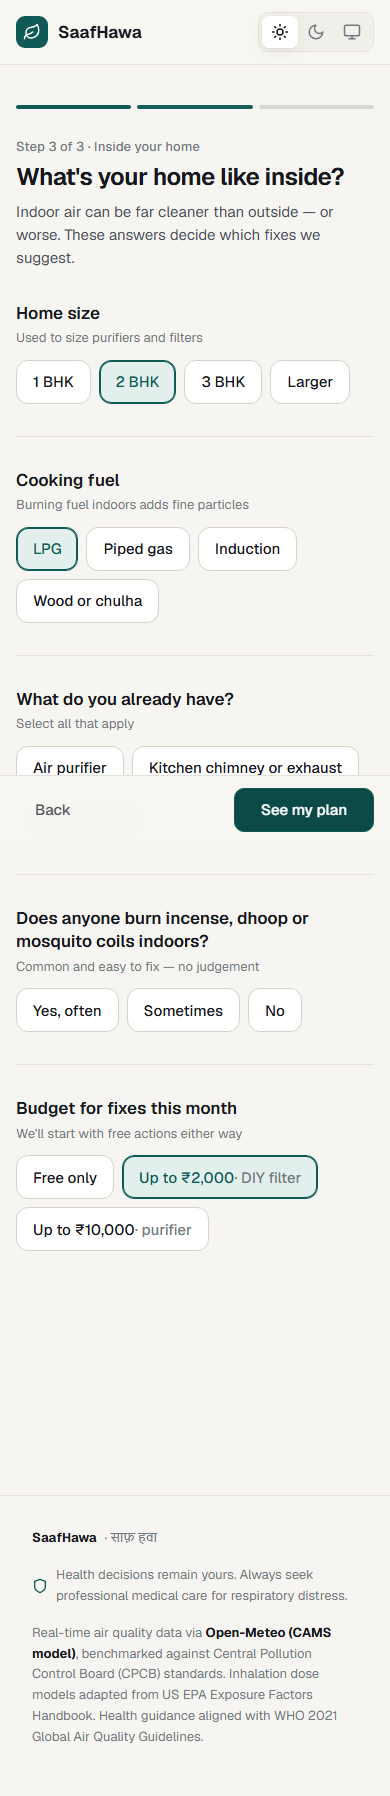 SaafHawa
Step 3 of 3 · Inside your home
What's your home like inside?
Indoor air can be far cleaner than outside — or
worse. These answers decide which fixes we
suggest.
Home size
Used to size purifiers and filters
1 BHK
2 BHK
3 BHK
Larger
Cooking fuel
Burning fuel indoors adds fine particles
LPG
Piped gas
Induction
Wood or chulha
What do you already have?
Select all that apply
Air purifier
Kitchen chimney or exhaust
Back
See my plan
Does anyone burn incense, dhoop or
mosquito coils indoors?
Common and easy to fix — no judgement
Yes, often
Sometimes
No
Budget for fixes this month
We'll start with free actions either way
Free only
Up to ₹2,000· DIY filter
Up to ₹10,000· purifier
SaafHawa · साफ़ हवा
Health decisions remain yours. Always seek
professional medical care for respiratory distress.
Real-time air quality data via Open-Meteo (CAMS
model), benchmarked against Central Pollution
Control Board (CPCB) standards. Inhalation dose
models adapted from US EPA Exposure Factors
Handbook. Health guidance aligned with WHO 2021
Global Air Quality Guidelines.